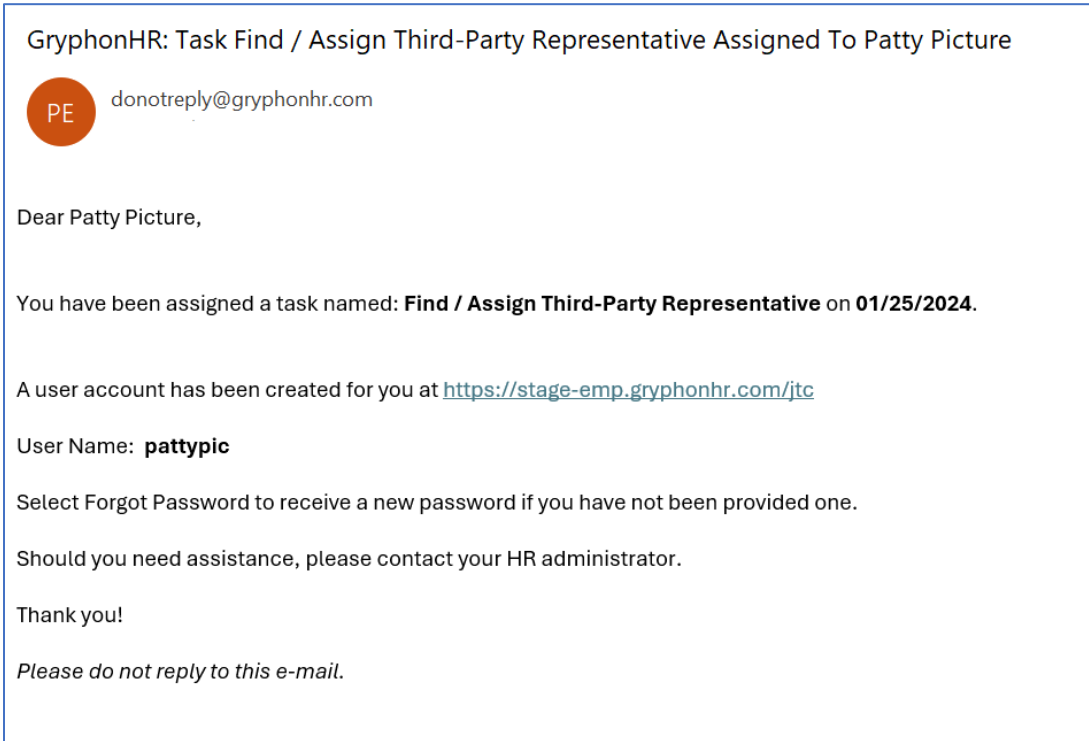 GryphonHR: Task Find / Assign Third-Party Representative Assigned To Patty Picture
PE
donotreply@gryphonhr.com
Dear Patty Picture,
You have been assigned a task named: Find / Assign Third-Party Representative on 01/25/2024.
A user account has been created for you at https://stage-emp.gryphonhr.com/jtc
User Name: pattypic
Select Forgot Password to receive a new password if you have not been provided one.
Should you need assistance, please contact your HR administrator.
Thank you!
Please do not reply to this e-mail.